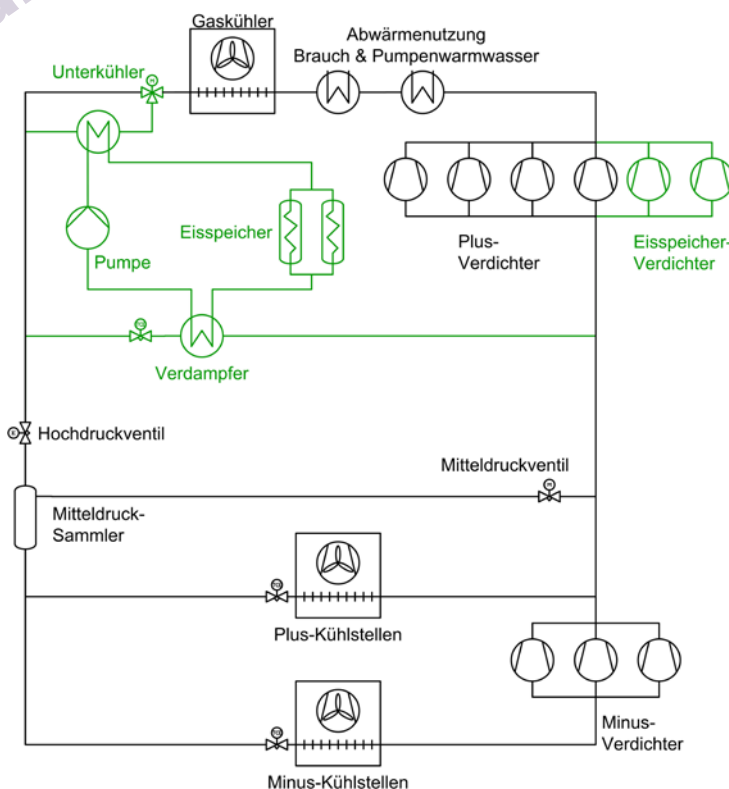 Gaskühler
Abwärmenutzung
Brauch & Pumpenwarmwasser
Unterkühler
Eisspeicher
Plus-
Verdichter
Eisspeicher-
Verdichter
Pumpe
Verdampfer
Hochdruckventil
Mitteldruckventil
Mitteldruck-
Sammler
Plus-Kühlstellen
Minus-
Verdichter
Minus-Kühlstellen